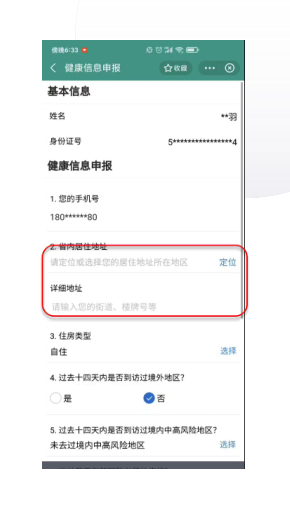 傍晚6:33
健康信息申报
收藏
基本信息
姓名
**羽
身份证号
5****************4
健康信息申报
1. 您的手机号
180******80
2. 省内居住地址
请定位或选择您的居住地址所在地区
定位
详细地址
请输入您的街道、楼牌号等
3. 住房类型
自住
选择
4. 过去十四天内是否到访过境外地区?
是
否
5. 过去十四天内是否到访过境内中高风险地区?
未去过境内中高风险地区
选择